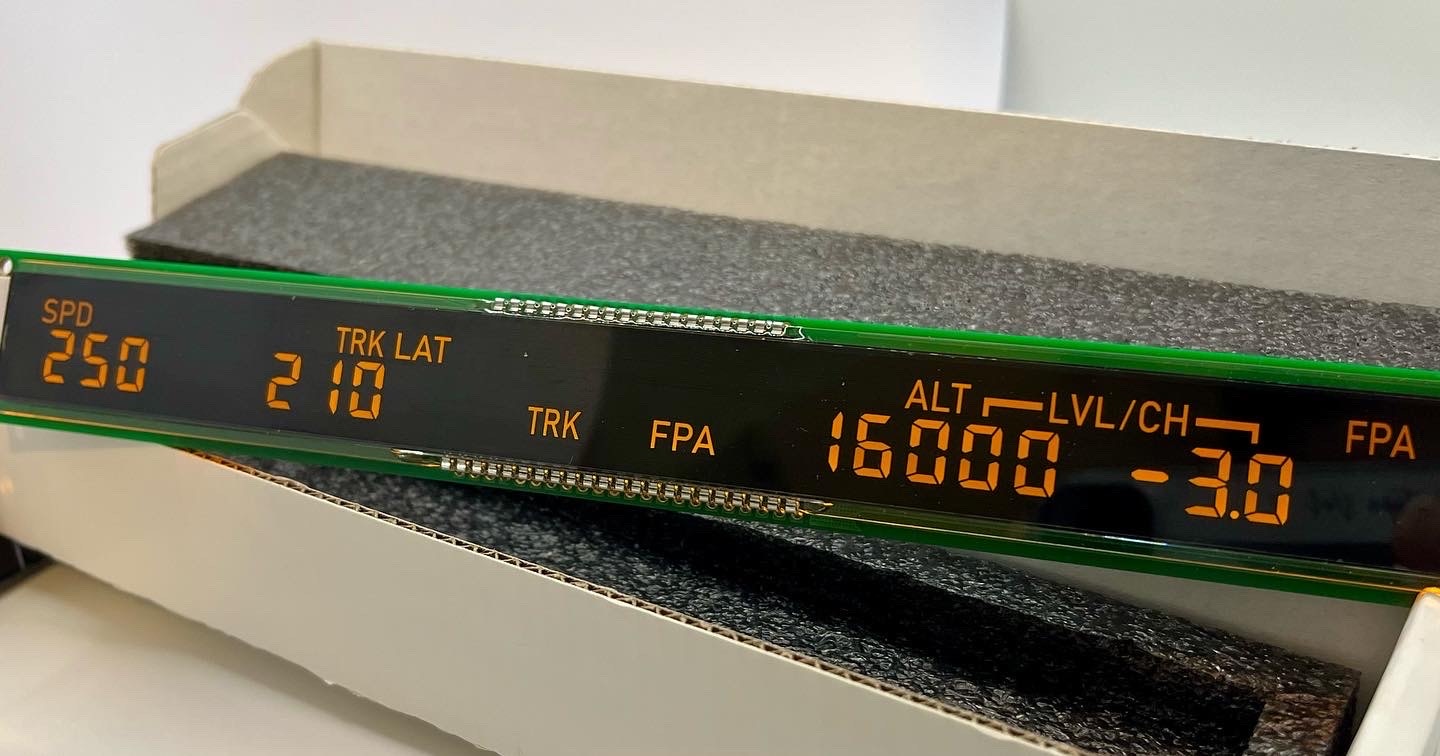 SPD TRK LAT ALT LVL/CH FPA
250 210 TRK FPA 16000 -3.0